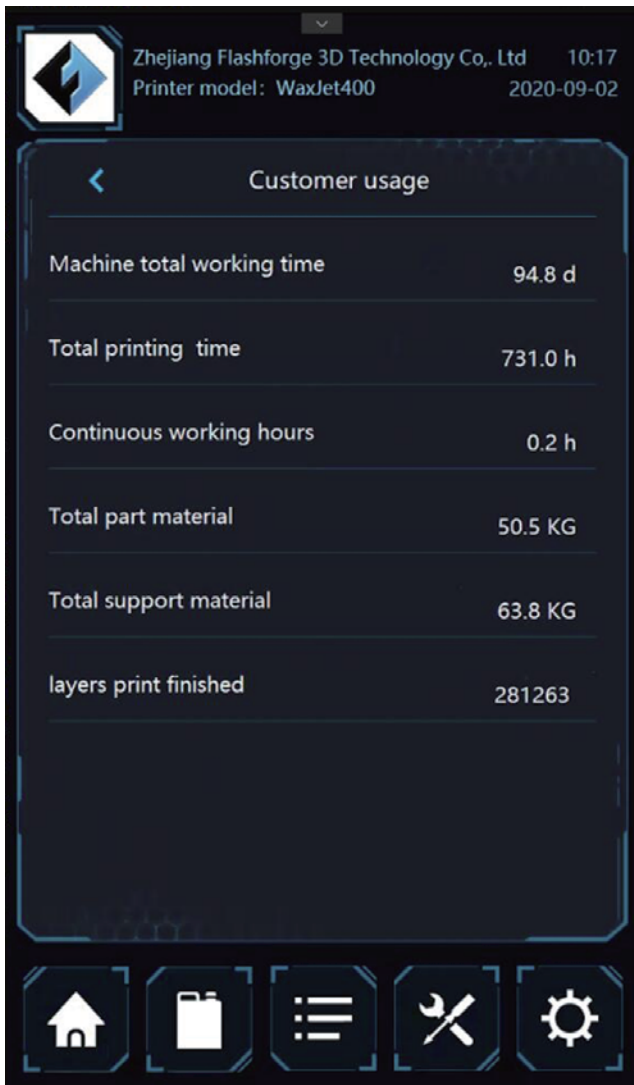 Zhejiang Flashforge 3D Technology Co,. Ltd 10:17
Printer model: WaxJet400 2020-09-02
Customer usage
Machine total working time 94.8 d
Total printing time 731.0 h
Continuous working hours 0.2 h
Total part material 50.5 KG
Total support material 63.8 KG
layers print finished 281263